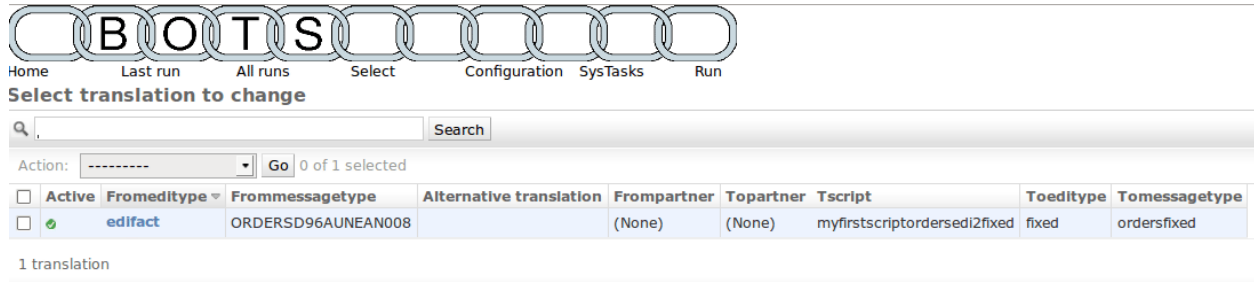 BOTS
Home Last run All runs Select Configuration SysTasks Run
Select translation to change
, Search
Action: --------- Go 0 of 1 selected
Active Fromeditype Frommessagetype Alternative translation Frompartner Topartner Tscript Toeditype Tomessagetype
edifact ORDERSD96AUNEAN008 (None) (None) myfirstscriptordersedi2fixed fixed ordersfixed
1 translation